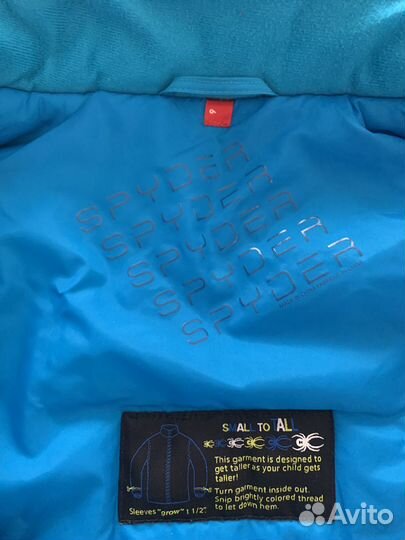 6
SPYDER
SPYDER
SPYDER
SPYDER
SPYDER
SMALL TO TALL
This garment is designed to
get taller as your child gets
taller!
Turn garment inside out.
Snip brightly colored thread
to let down hem.
Sleeves "grow" 1 1/2"
Avito